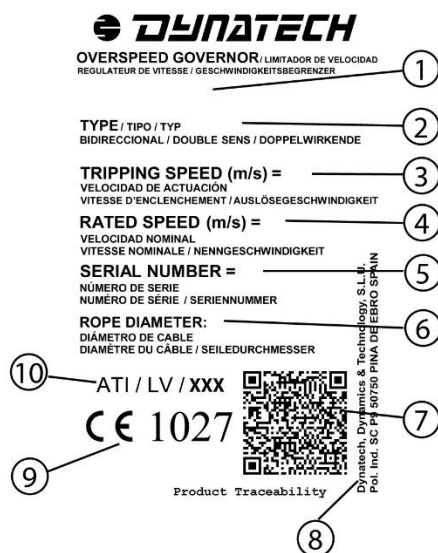 DYNATECH
OVERSPEED GOVERNOR / LIMITADOR DE VELOCIDAD
REGULATEUR DE VITESSE / GESCHWINDIGKEITSBEGRENZER
1
TYPE / TIPO / TYP
BIDIRECCIONAL / DOUBLE SENS / DOPPELWIRKENDE
2
TRIPPING SPEED (m/s) =
VELOCIDAD DE ACTUACIÓN
VITESSE D'ENCLENCHEMENT / AUSLÖSEGESCHWINDIGKEIT
3
RATED SPEED (m/s) =
VELOCIDAD NOMINAL
VITESSE NOMINALE / NENNGESCHWINDIGKEIT
4
SERIAL NUMBER =
NÚMERO DE SERIE
NUMÉRO DE SÉRIE / SERIENNUMMER
5
ROPE DIAMETER:
DIÁMETRO DE CABLE
DIAMÈTRE DU CÂBLE / SEILEDURCHMESSER
6
10
ATI / LV / XXX
CE 1027
9
7
Product Traceability
Dynatech, Dynamics & Technology, S.L.U.
Pol. Ind. SC P9 50750 PINA DE EBRO SPAIN
8